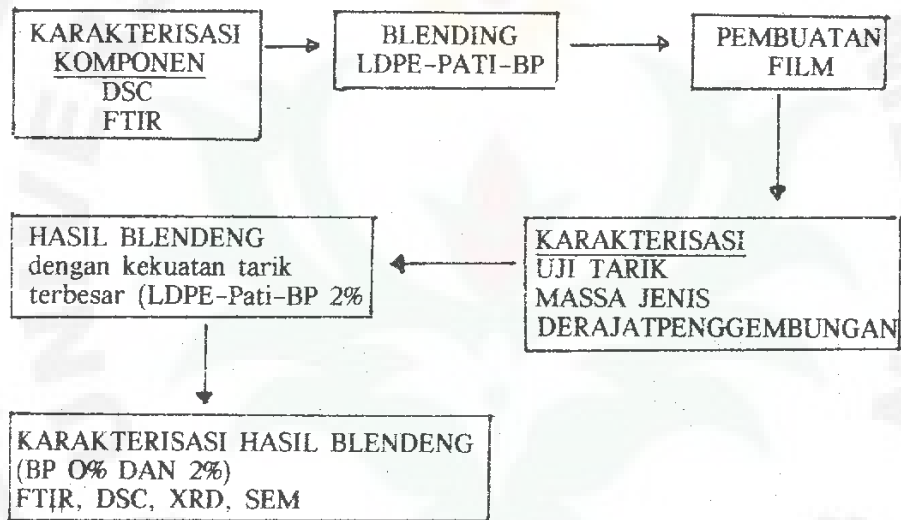 KARAKTERISASI
KOMPONEN
DSC
FTIR
BLENDING
LDPE-PATI-BP
PEMBUATAN
FILM
KARAKTERISASI
UJI TARIK
MASSA JENIS
DERAJATPENGGEMBUNGAN
HASIL BLENDENG
dengan kekuatan tarik
terbesar (LDPE-Pati-BP 2%
KARAKTERISASI HASIL BLENDENG
(BP 0% DAN 2%)
FTIR, DSC, XRD, SEM